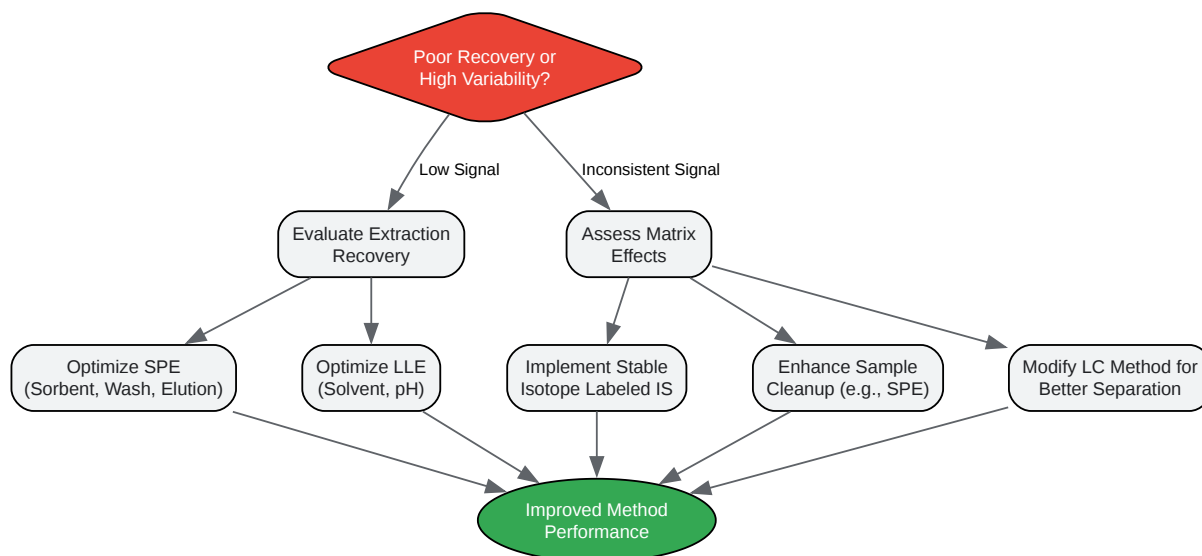 Poor Recovery or
High Variability?
Low Signal
Inconsistent Signal
Evaluate Extraction
Recovery
Assess Matrix
Effects
Optimize SPE
(Sorbent, Wash, Elution)
Optimize LLE
(Solvent, pH)
Implement Stable
Isotope Labeled IS
Enhance Sample
Cleanup (e.g., SPE)
Modify LC Method for
Better Separation
Improved Method
Performance